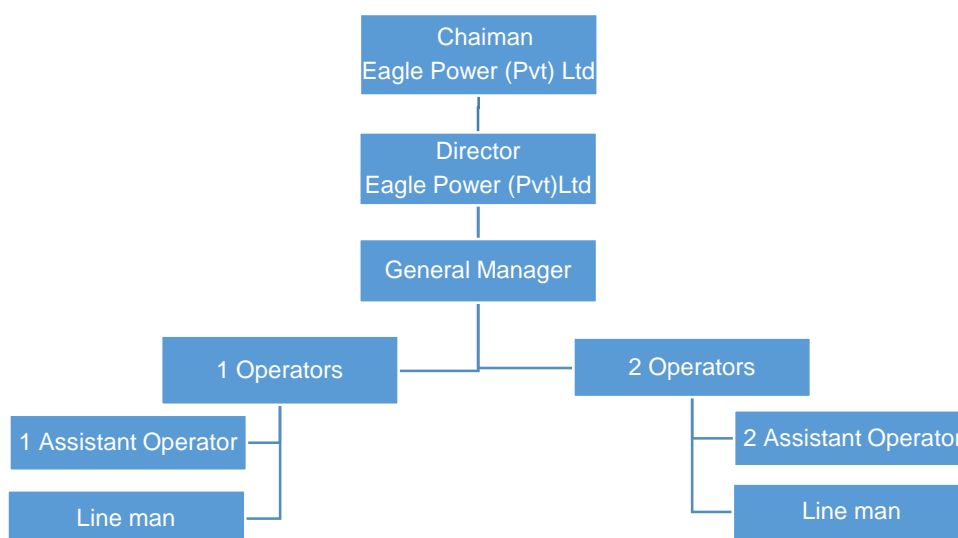 Chaiman
Eagle Power (Pvt) Ltd
Director
Eagle Power (Pvt)Ltd
General Manager
1 Operators
2 Operators
1 Assistant Operator
2 Assistant Operator
Line man
Line man